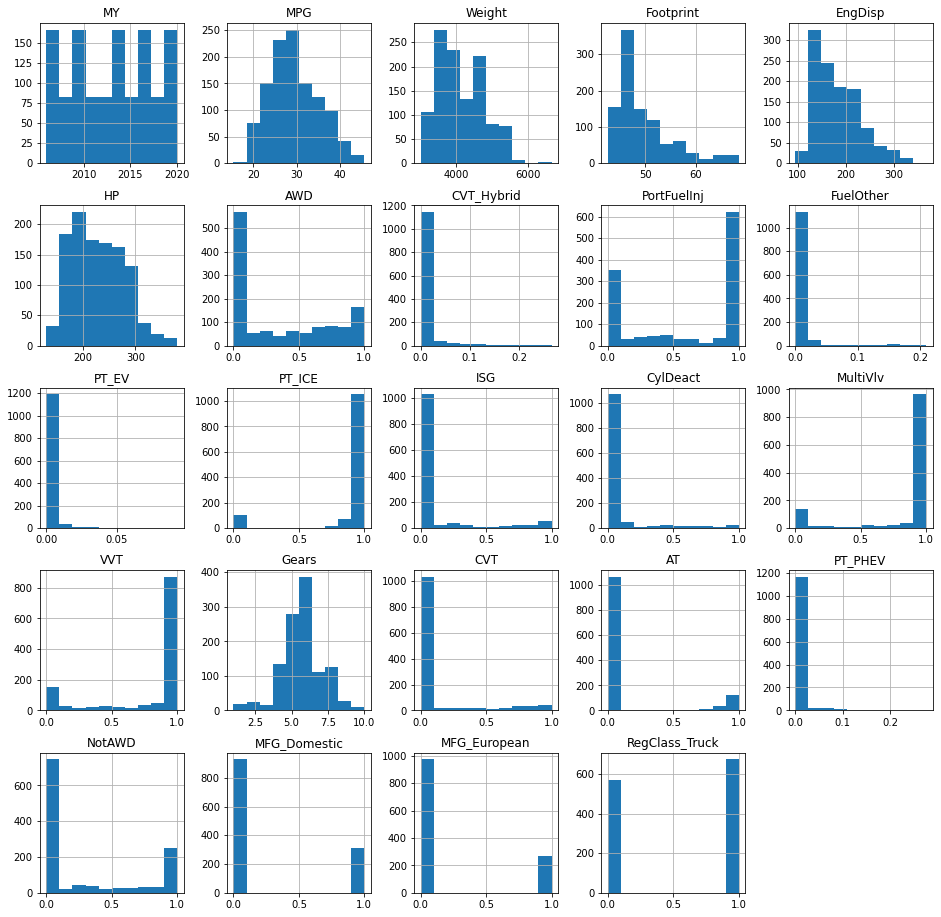 MY MPG Weight Footprint EngDisp
175 150 125 100 75 50 25 0
250 200 150 100 50 0
250 200 150 100 50 0
300 200 100 0
300 250 200 150 100 50 0
2010 2015 2020 20 30 40 4000 6000 50 60 100 200 300
HP AWD CVT_Hybrid PortFuelInj FuelOther
200 150 100 50 0
500 400 300 200 100 0
1200 1000 800 600 400 200 0
600 500 400 300 200 100 0
1000 800 600 400 200 0
200 300 0.0 0.5 1.0 0.0 0.1 0.2 0.0 0.5 1.0 0.0 0.1 0.2
PT_EV PT_ICE ISG CylDeact MultiVlv
1200 1000 800 600 400 200 0
1000 800 600 400 200 0
1000 800 600 400 200 0
1000 800 600 400 200 0
1000 800 600 400 200 0
0.00 0.05 0.0 0.5 1.0 0.0 0.5 1.0 0.0 0.5 1.0 0.0 0.5 1.0
VVT Gears CVT AT PT_PHEV
800 600 400 200 0
400 300 200 100 0
1000 800 600 400 200 0
1000 800 600 400 200 0
1200 1000 800 600 400 200 0
0.0 0.5 1.0 2.5 5.0 7.5 10.0 0.0 0.5 1.0 0.0 0.5 1.0 0.0 0.1 0.2
NotAWD MFG_Domestic MFG_European RegClass_Truck
600 400 200 0
800 600 400 200 0
1000 800 600 400 200 0
600 400 200 0
0.0 0.5 1.0 0.0 0.5 1.0 0.0 0.5 1.0 0.0 0.5 1.0